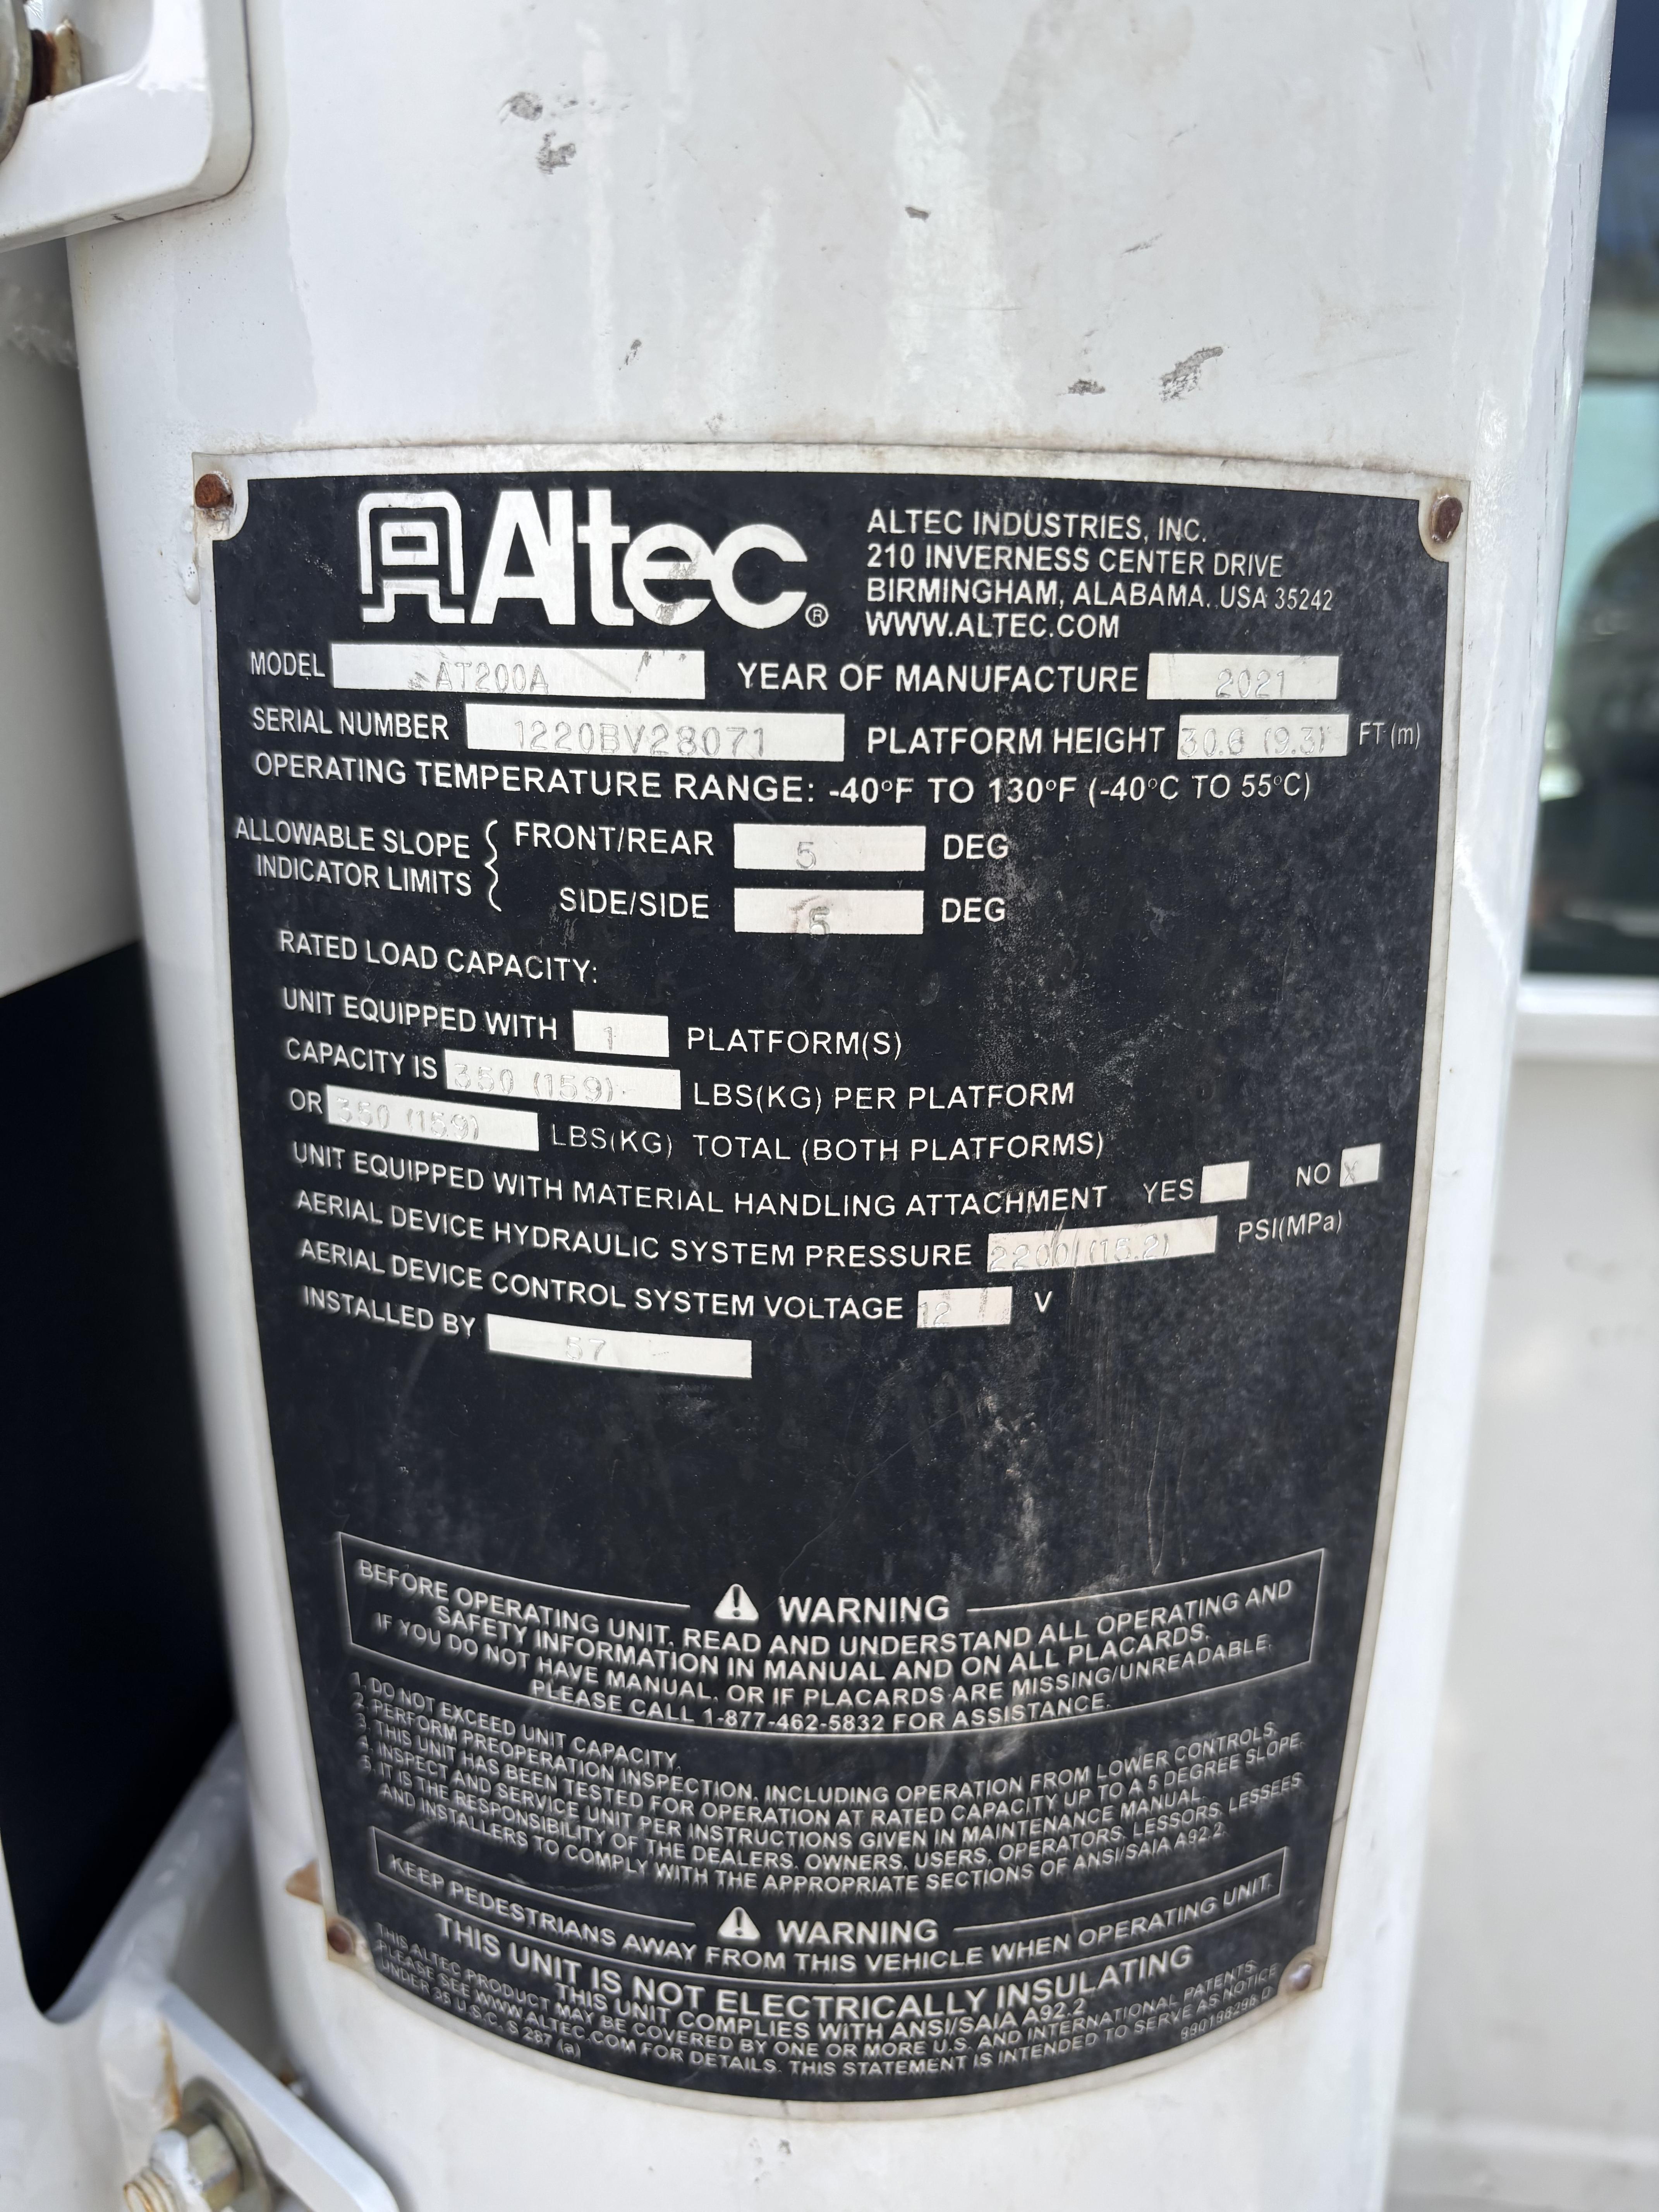 Altec®
ALTEC INDUSTRIES, INC.
210 INVERNESS CENTER DRIVE
BIRMINGHAM, ALABAMA, USA 35242
WWW.ALTEC.COM
MODEL AT200A YEAR OF MANUFACTURE 2021
SERIAL NUMBER 1220BV28071 PLATFORM HEIGHT 30.6 (9.3) FT (m)
OPERATING TEMPERATURE RANGE: -40°F TO 130°F (-40°C TO 55°C)
ALLOWABLE SLOPE INDICATOR LIMITS { FRONT/REAR 5 DEG
SIDE/SIDE 5 DEG
RATED LOAD CAPACITY:
UNIT EQUIPPED WITH 1 PLATFORM(S)
CAPACITY IS 350 (159) LBS(KG) PER PLATFORM
OR 350 (159) LBS(KG) TOTAL (BOTH PLATFORMS)
UNIT EQUIPPED WITH MATERIAL HANDLING ATTACHMENT YES NO X
AERIAL DEVICE HYDRAULIC SYSTEM PRESSURE 2200 (15.2) PSI(MPa)
AERIAL DEVICE CONTROL SYSTEM VOLTAGE 12 V
INSTALLED BY 57
⚠ WARNING
BEFORE OPERATING UNIT, READ AND UNDERSTAND ALL OPERATING AND
SAFETY INFORMATION IN MANUAL AND ON ALL PLACARDS.
IF YOU DO NOT HAVE MANUAL, OR IF PLACARDS ARE MISSING/UNREADABLE,
PLEASE CALL 1-877-462-5832 FOR ASSISTANCE.
1. DO NOT EXCEED UNIT CAPACITY.
2. PERFORM PREOPERATION INSPECTION, INCLUDING OPERATION FROM LOWER CONTROLS.
3. THIS UNIT HAS BEEN TESTED FOR OPERATION AT RATED CAPACITY UP TO A 5 DEGREE SLOPE.
4. INSPECT AND SERVICE UNIT PER INSTRUCTIONS GIVEN IN MAINTENANCE MANUAL.
5. IT IS THE RESPONSIBILITY OF THE DEALERS, OWNERS, USERS, OPERATORS, LESSORS, LESSEES
AND INSTALLERS TO COMPLY WITH THE APPROPRIATE SECTIONS OF ANSI/SAIA A92.2.
⚠ WARNING
KEEP PEDESTRIANS AWAY FROM THIS VEHICLE WHEN OPERATING UNIT.
THIS UNIT IS NOT ELECTRICALLY INSULATING
THIS UNIT COMPLIES WITH ANSI/SAIA A92.2
THIS ALTEC PRODUCT MAY BE COVERED BY ONE OR MORE U.S. AND INTERNATIONAL PATENTS.
PLEASE SEE WWW.ALTEC.COM FOR DETAILS. THIS STATEMENT IS INTENDED TO SERVE AS NOTICE
UNDER 35 U.S.C. S 287 (a)